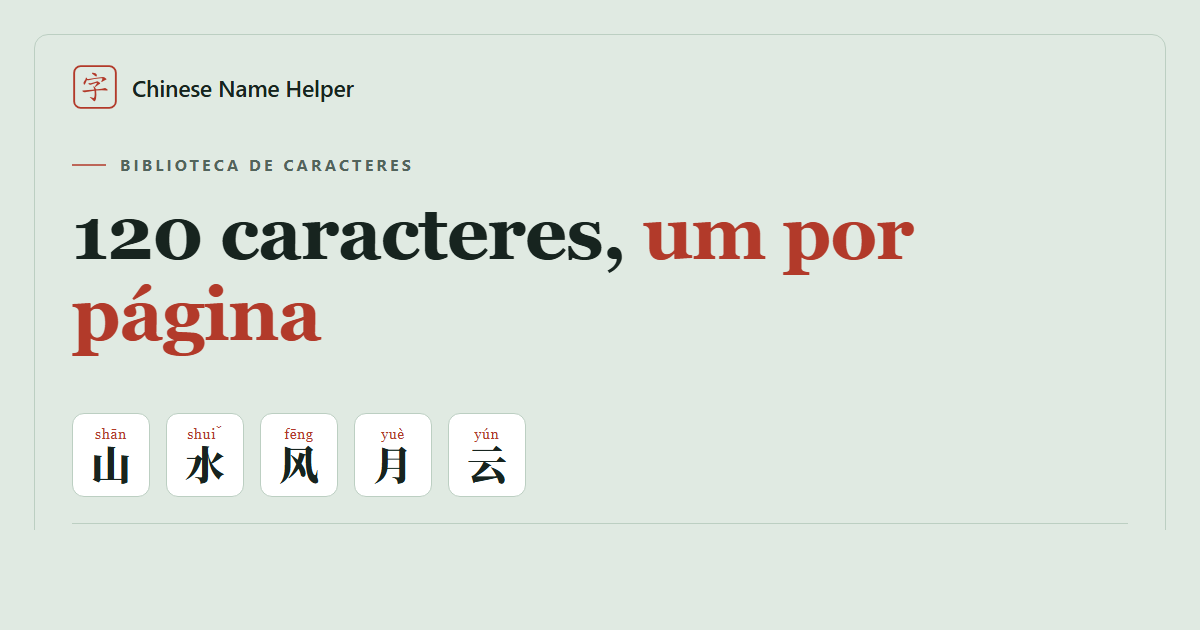 字 Chinese Name Helper
BIBLIOTECA DE CARACTERES
120 caracteres, um por
página
shān shuǐ fēng yuè yún
山 水 风 月 云